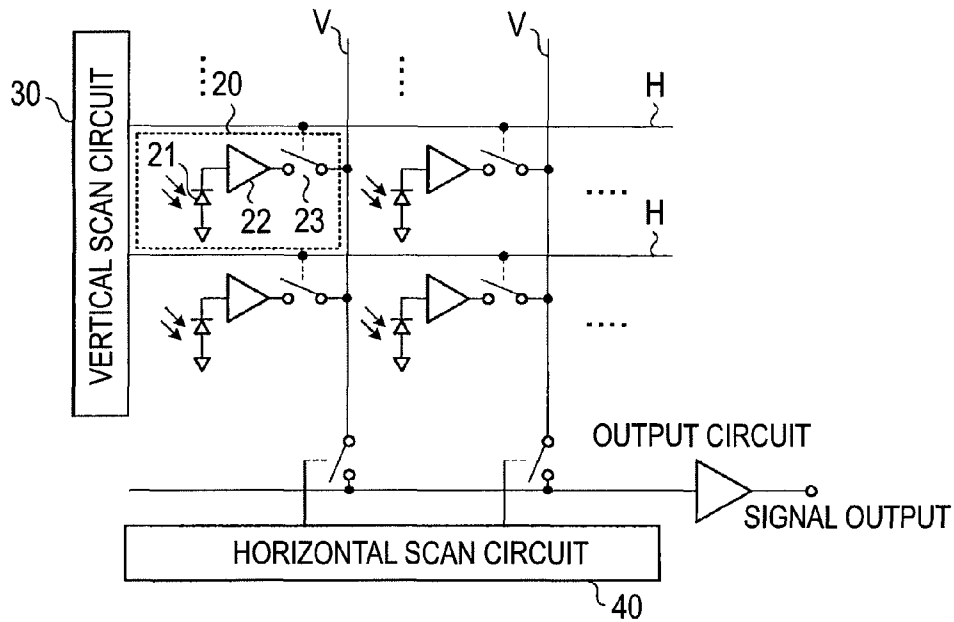 V
V
30
20
H
VERTICAL SCAN CIRCUIT
21
22
23
H
OUTPUT CIRCUIT
SIGNAL OUTPUT
HORIZONTAL SCAN CIRCUIT
40